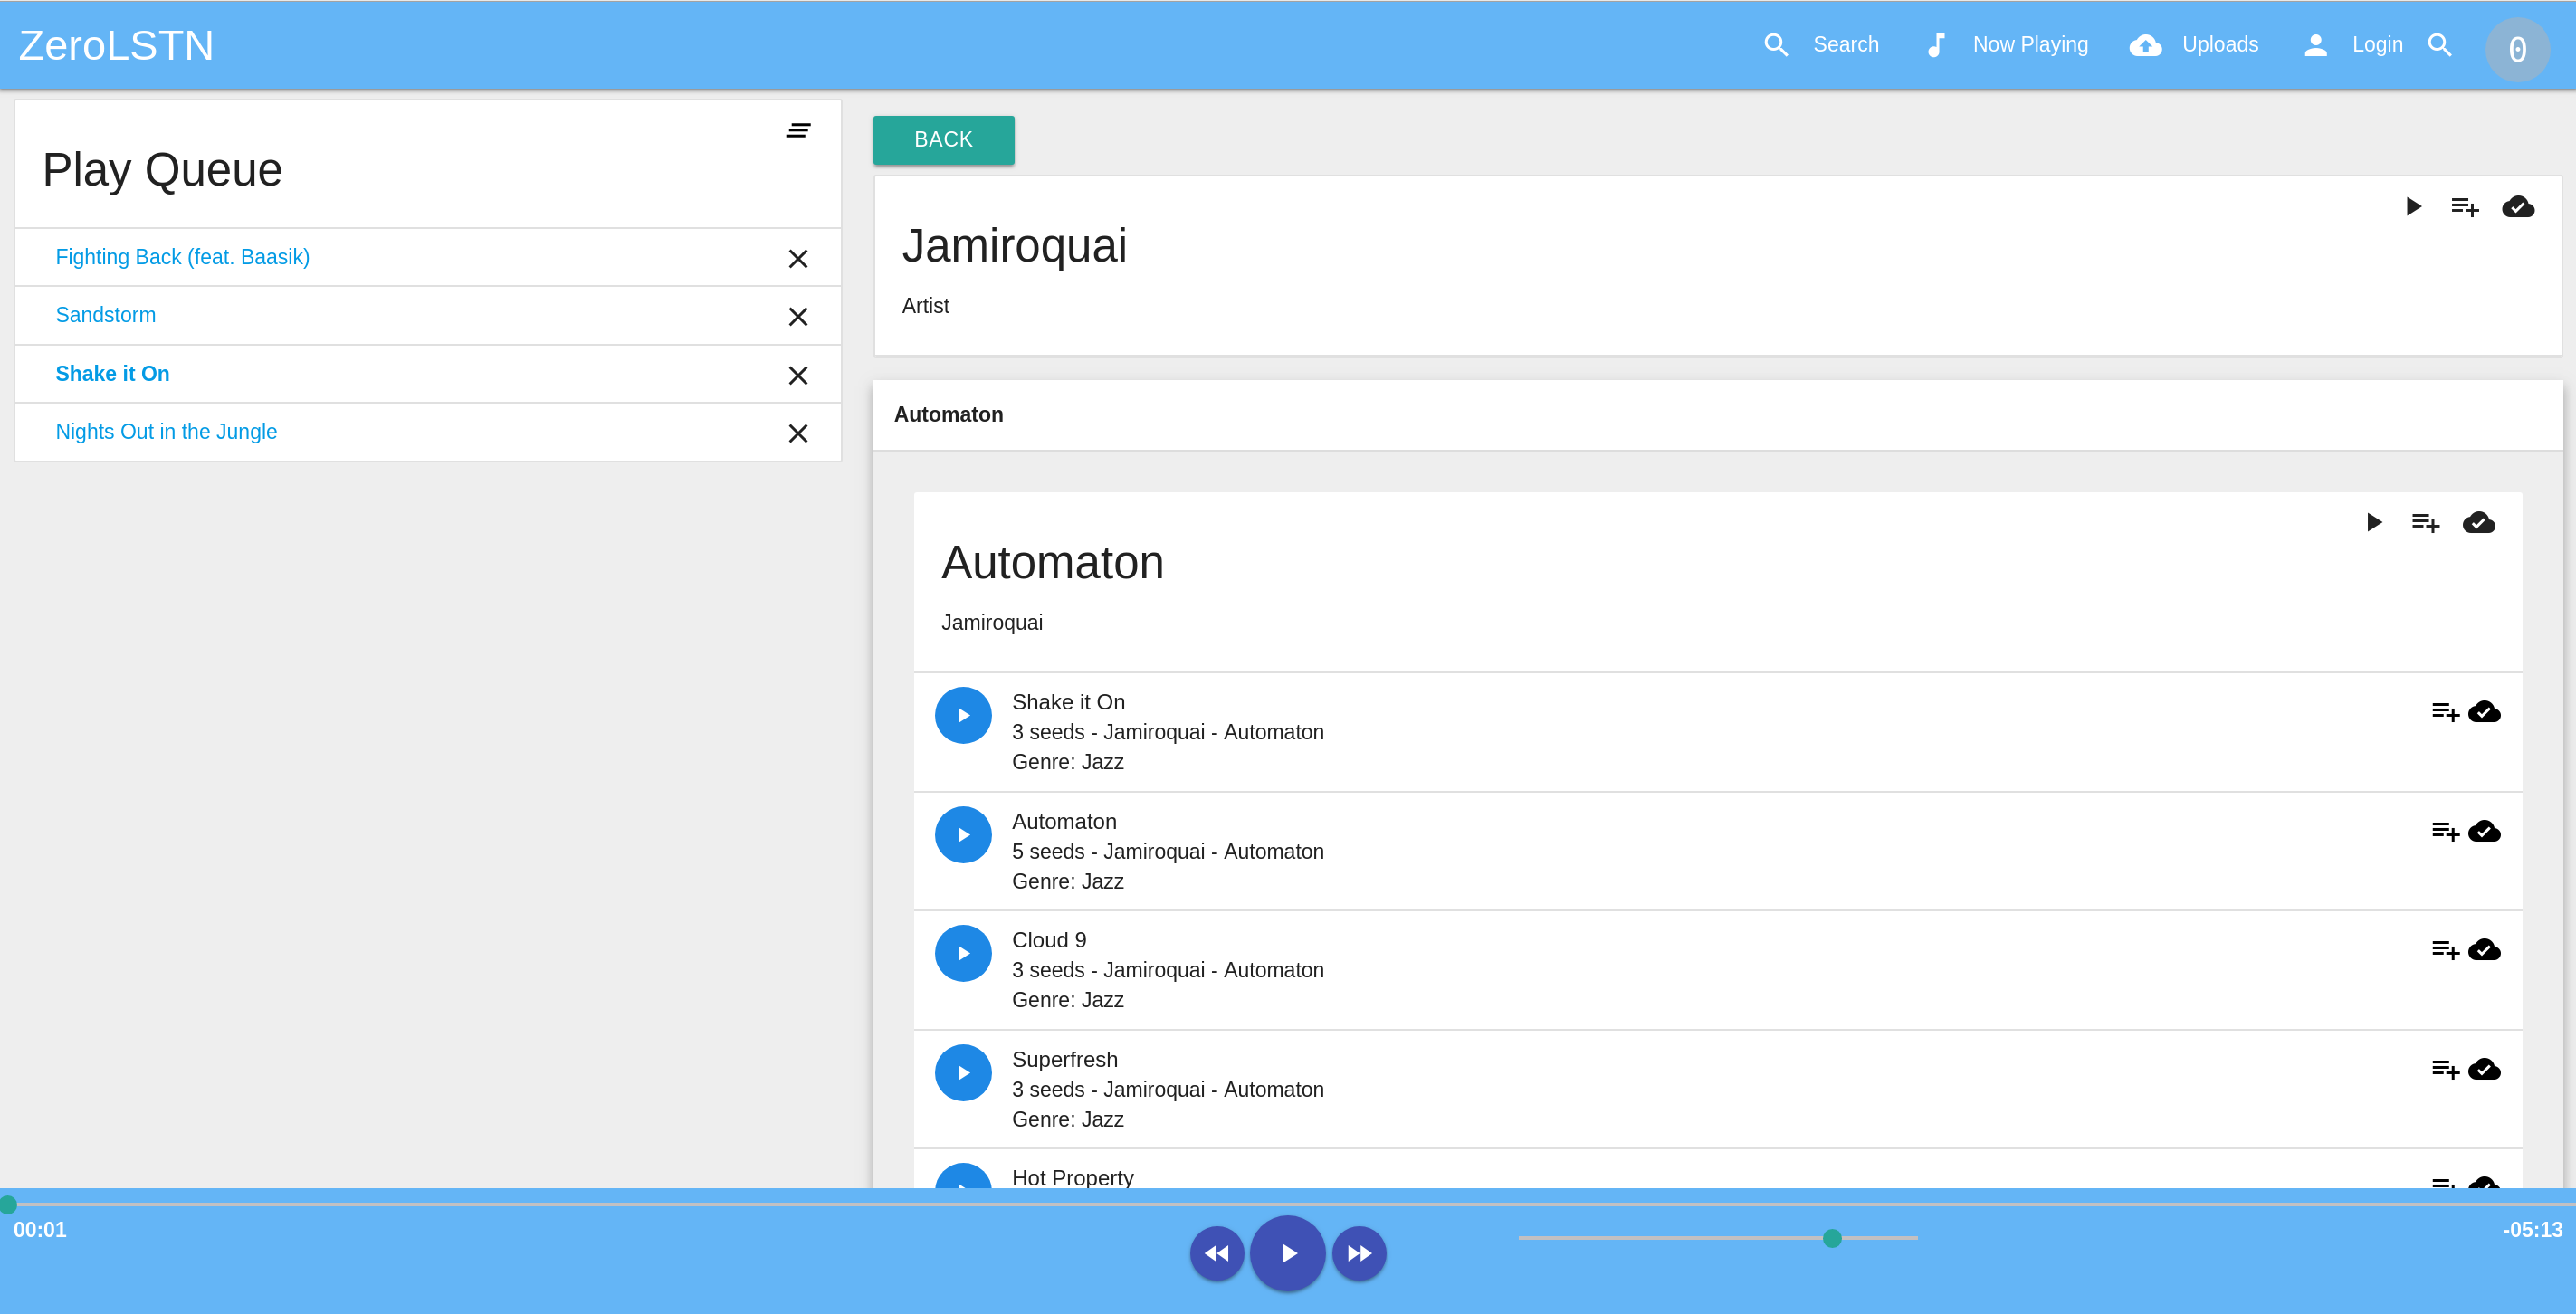 ZeroLSTN
Search
Now Playing
Uploads
Login
0
Play Queue
Fighting Back (feat. Baasik)
Sandstorm
Shake it On
Nights Out in the Jungle
BACK
Jamiroquai
Artist
Automaton
Automaton
Jamiroquai
Shake it On
3 seeds - Jamiroquai - Automaton
Genre: Jazz
Automaton
5 seeds - Jamiroquai - Automaton
Genre: Jazz
Cloud 9
3 seeds - Jamiroquai - Automaton
Genre: Jazz
Superfresh
3 seeds - Jamiroquai - Automaton
Genre: Jazz
Hot Property
00:01
-05:13